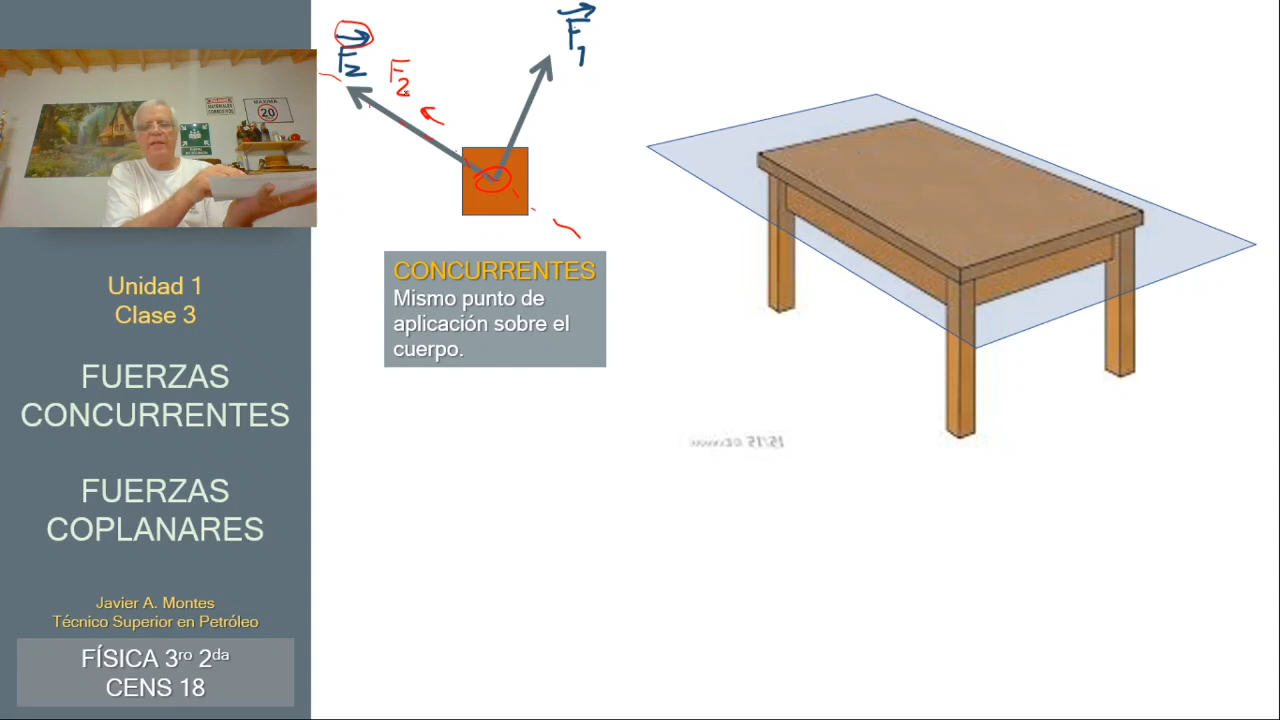 F₂
F₂
F₁
MAXIMA
20
CONCURRENTES
Mismo punto de
aplicación sobre el
cuerpo.
Unidad 1
Clase 3
FUERZAS
CONCURRENTES
FUERZAS
COPLANARES
Javier A. Montes
Técnico Superior en Petróleo
FÍSICA 3ro 2da
CENS 18